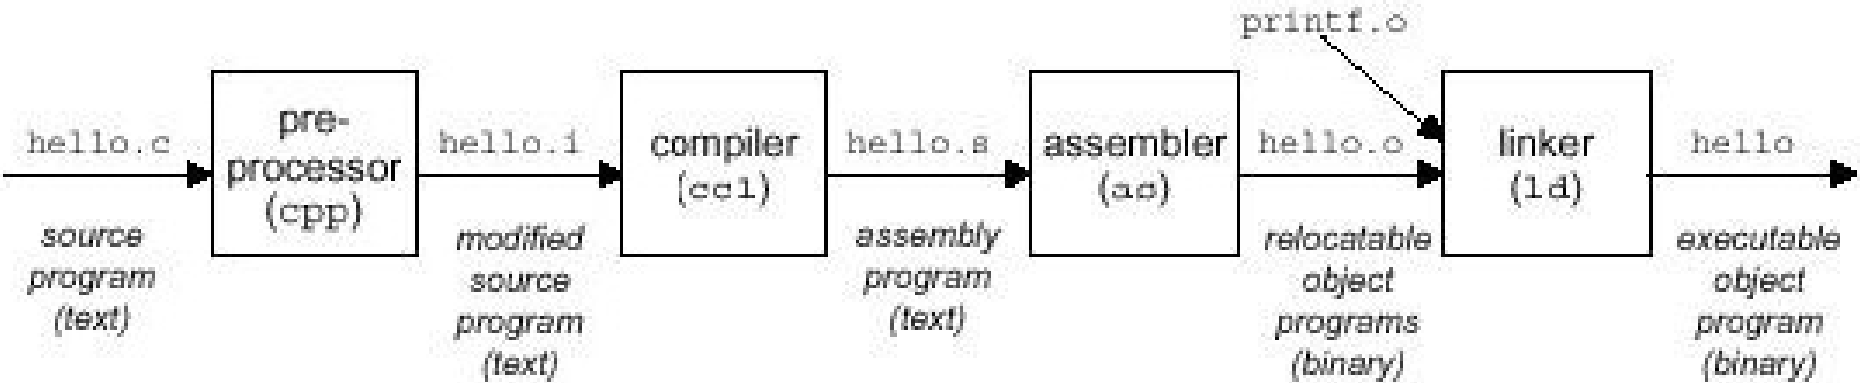 printf.o
hello.c
pre-
processor
(cpp)
hello.i
compiler
(cc1)
hello.s
assembler
(as)
hello.o
linker
(ld)
hello
source
program
(text)
modified
source
program
(text)
assembly
program
(text)
relocatable
object
programs
(binary)
executable
object
program
(binary)